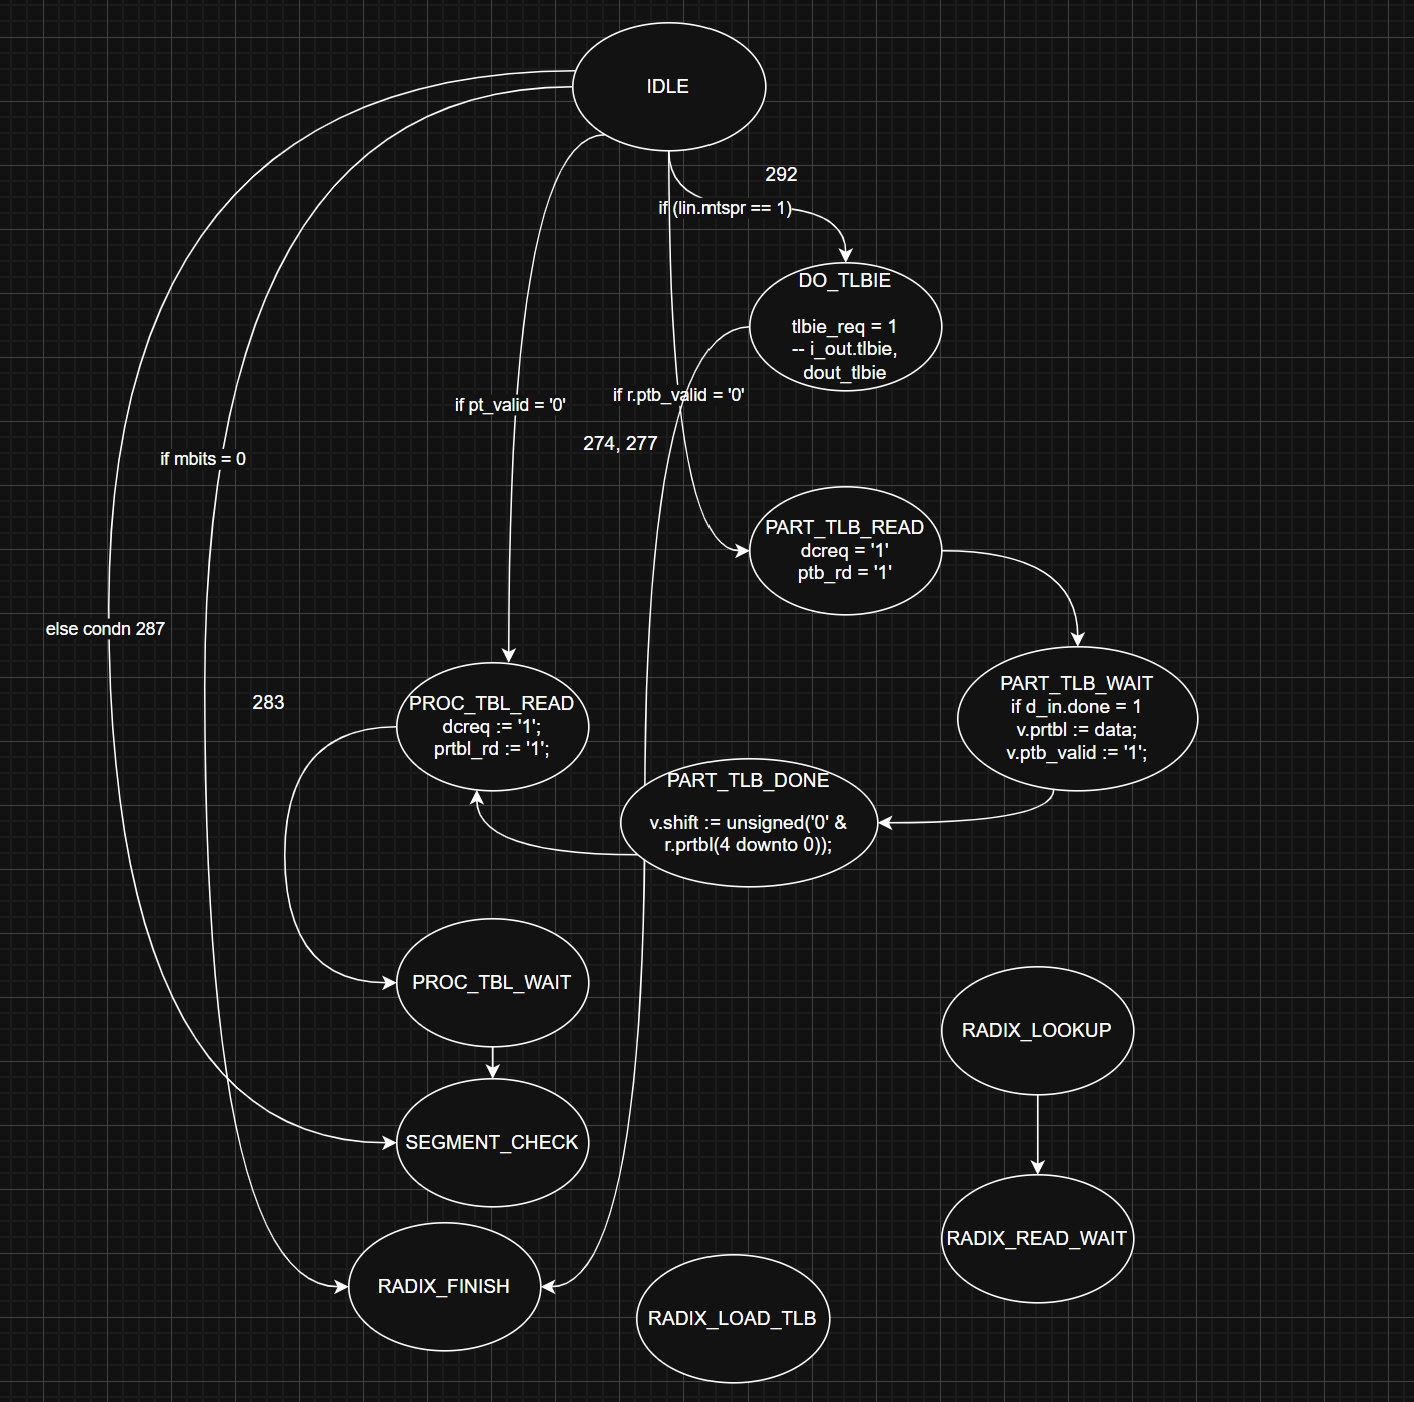 IDLE
292
if (lin.mtspr == 1)
DO_TLBIE
tlbie_req = 1
-- i_out.tlbie,
dout_tlbie
if r.ptb_valid = '0'
if pt_valid = '0'
274, 277
if mbits = 0
PART_TLB_READ
dcreq = '1'
ptb_rd = '1'
else condn 287
283
PROC_TBL_READ
dcreq := '1';
prtbl_rd := '1';
PART_TLB_WAIT
if d_in.done = 1
v.prtbl := data;
v.ptb_valid := '1';
PART_TLB_DONE
v.shift := unsigned('0' &
r.prtbl(4 downto 0));
PROC_TBL_WAIT
RADIX_LOOKUP
SEGMENT_CHECK
RADIX_READ_WAIT
RADIX_FINISH
RADIX_LOAD_TLB